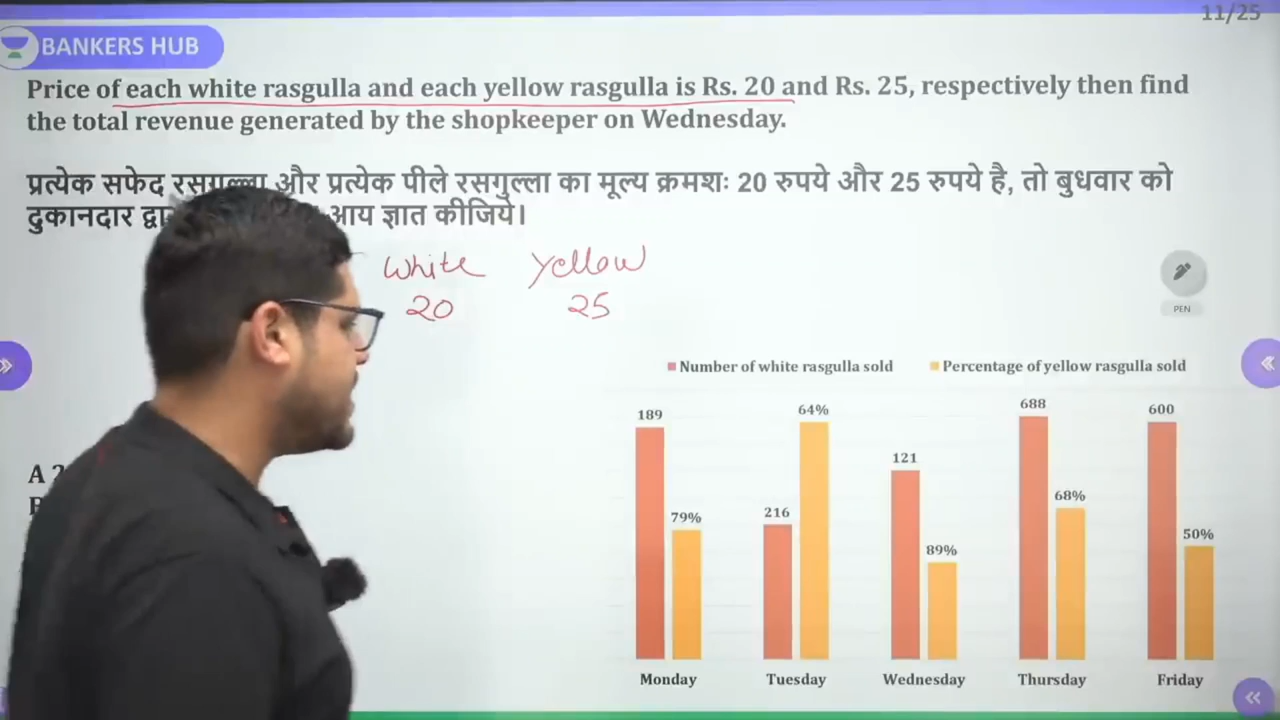 11/25
BANKERS HUB
Price of each white rasgulla and each yellow rasgulla is Rs. 20 and Rs. 25, respectively then find
the total revenue generated by the shopkeeper on Wednesday.
प्रत्येक सफेद रसगुल्ला और प्रत्येक पीले रसगुल्ला का मूल्य क्रमशः 20 रुपये और 25 रुपये है, तो बुधवार को
दुकानदार आय ज्ञात कीजिये।
White Yellow
20 25
PEN
Number of white rasgulla sold Percentage of yellow rasgulla sold
189 79% 216 64% 121 89% 688 68% 600 50%
A
Monday Tuesday Wednesday Thursday Friday